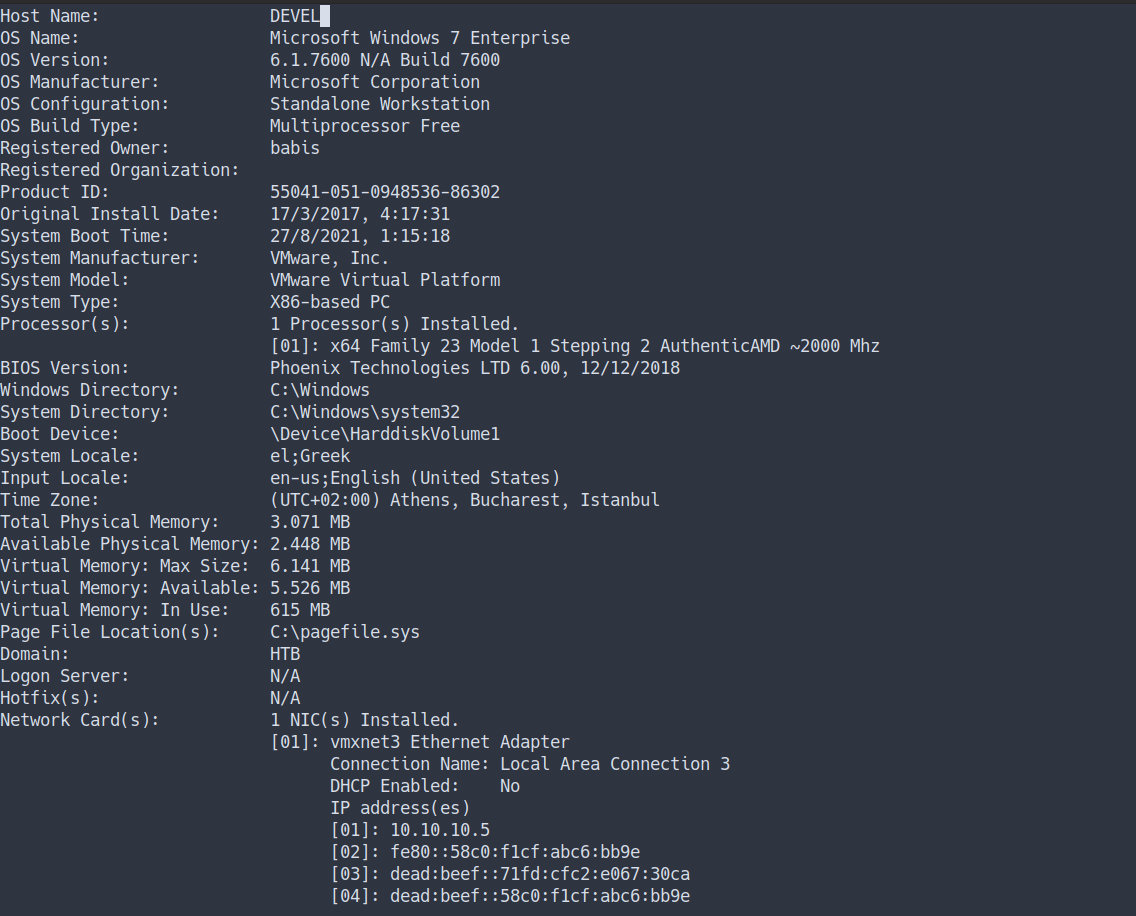 Host Name:                 DEVEL
OS Name:                   Microsoft Windows 7 Enterprise
OS Version:                6.1.7600 N/A Build 7600
OS Manufacturer:           Microsoft Corporation
OS Configuration:          Standalone Workstation
OS Build Type:             Multiprocessor Free
Registered Owner:          babis
Registered Organization:
Product ID:                55041-051-0948536-86302
Original Install Date:     17/3/2017, 4:17:31
System Boot Time:          27/8/2021, 1:15:18
System Manufacturer:       VMware, Inc.
System Model:              VMware Virtual Platform
System Type:               X86-based PC
Processor(s):              1 Processor(s) Installed.
                           [01]: x64 Family 23 Model 1 Stepping 2 AuthenticAMD ~2000 Mhz
BIOS Version:              Phoenix Technologies LTD 6.00, 12/12/2018
Windows Directory:         C:\Windows
System Directory:          C:\Windows\system32
Boot Device:               \Device\HarddiskVolume1
System Locale:             el;Greek
Input Locale:              en-us;English (United States)
Time Zone:                 (UTC+02:00) Athens, Bucharest, Istanbul
Total Physical Memory:     3.071 MB
Available Physical Memory: 2.448 MB
Virtual Memory: Max Size:  6.141 MB
Virtual Memory: Available: 5.526 MB
Virtual Memory: In Use:    615 MB
Page File Location(s):     C:\pagefile.sys
Domain:                    HTB
Logon Server:              N/A
Hotfix(s):                 N/A
Network Card(s):           1 NIC(s) Installed.
                           [01]: vmxnet3 Ethernet Adapter
                                 Connection Name: Local Area Connection 3
                                 DHCP Enabled:    No
                                 IP address(es)
                                 [01]: 10.10.10.5
                                 [02]: fe80::58c0:f1cf:abc6:bb9e
                                 [03]: dead:beef::71fd:cfc2:e067:30ca
                                 [04]: dead:beef::58c0:f1cf:abc6:bb9e